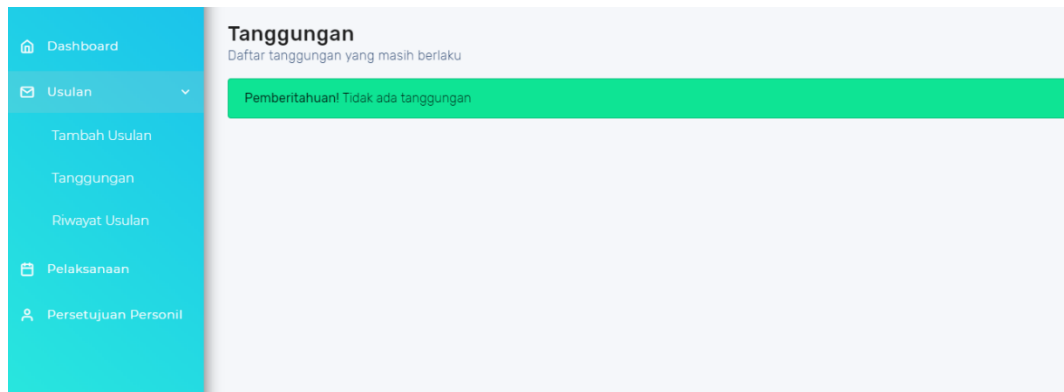 Dashboard
Usulan
Tambah Usulan
Tanggungan
Riwayat Usulan
Pelaksanaan
Persetujuan Personil
Tanggungan
Daftar tanggungan yang masih berlaku
Pemberitahuan! Tidak ada tanggungan